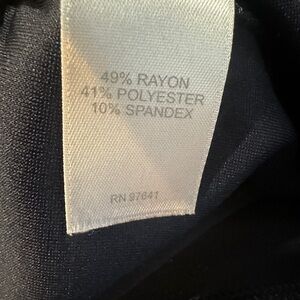 49% RAYON
41% POLYESTER
10% SPANDEX
RN 97641